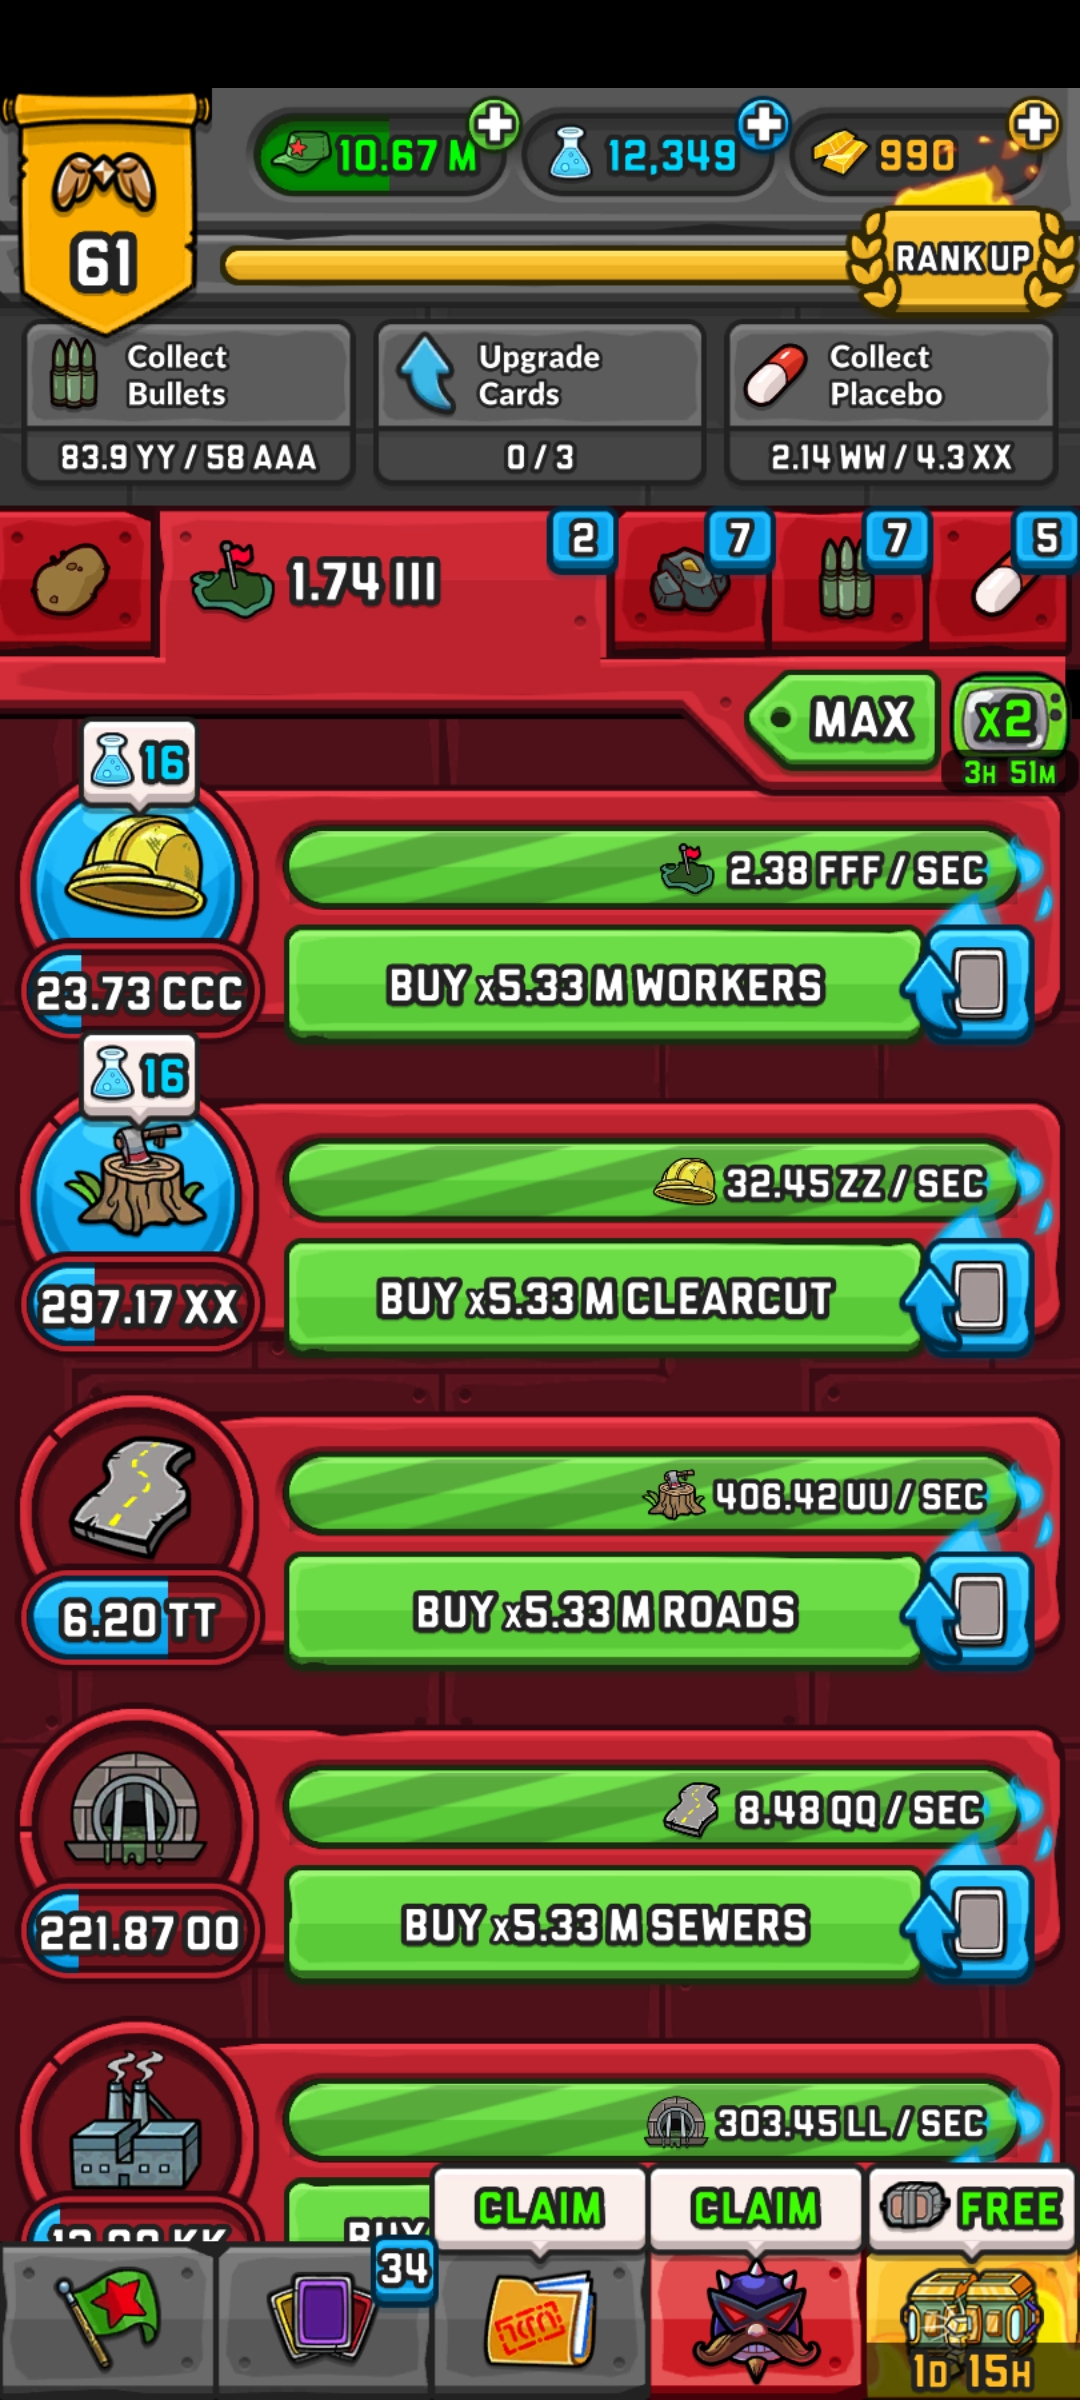 10.67 M
12,349
990
61
RANK UP
Collect
Bullets
83.9 YY / 58 AAA
Upgrade
Cards
0 / 3
Collect
Placebo
2.14 WW / 4.3 XX
1.74 III
2
7
7
5
MAX
x2
3H 51M
16
2.38 FFF / SEC
23.73 CCC
BUY x5.33 M WORKERS
16
32.45 ZZ / SEC
297.17 XX
BUY x5.33 M CLEARCUT
406.42 UU / SEC
6.20 TT
BUY x5.33 M ROADS
8.48 QQ / SEC
221.87 OO
BUY x5.33 M SEWERS
303.45 LL / SEC
BUY
CLAIM
CLAIM
FREE
34
1D 15H